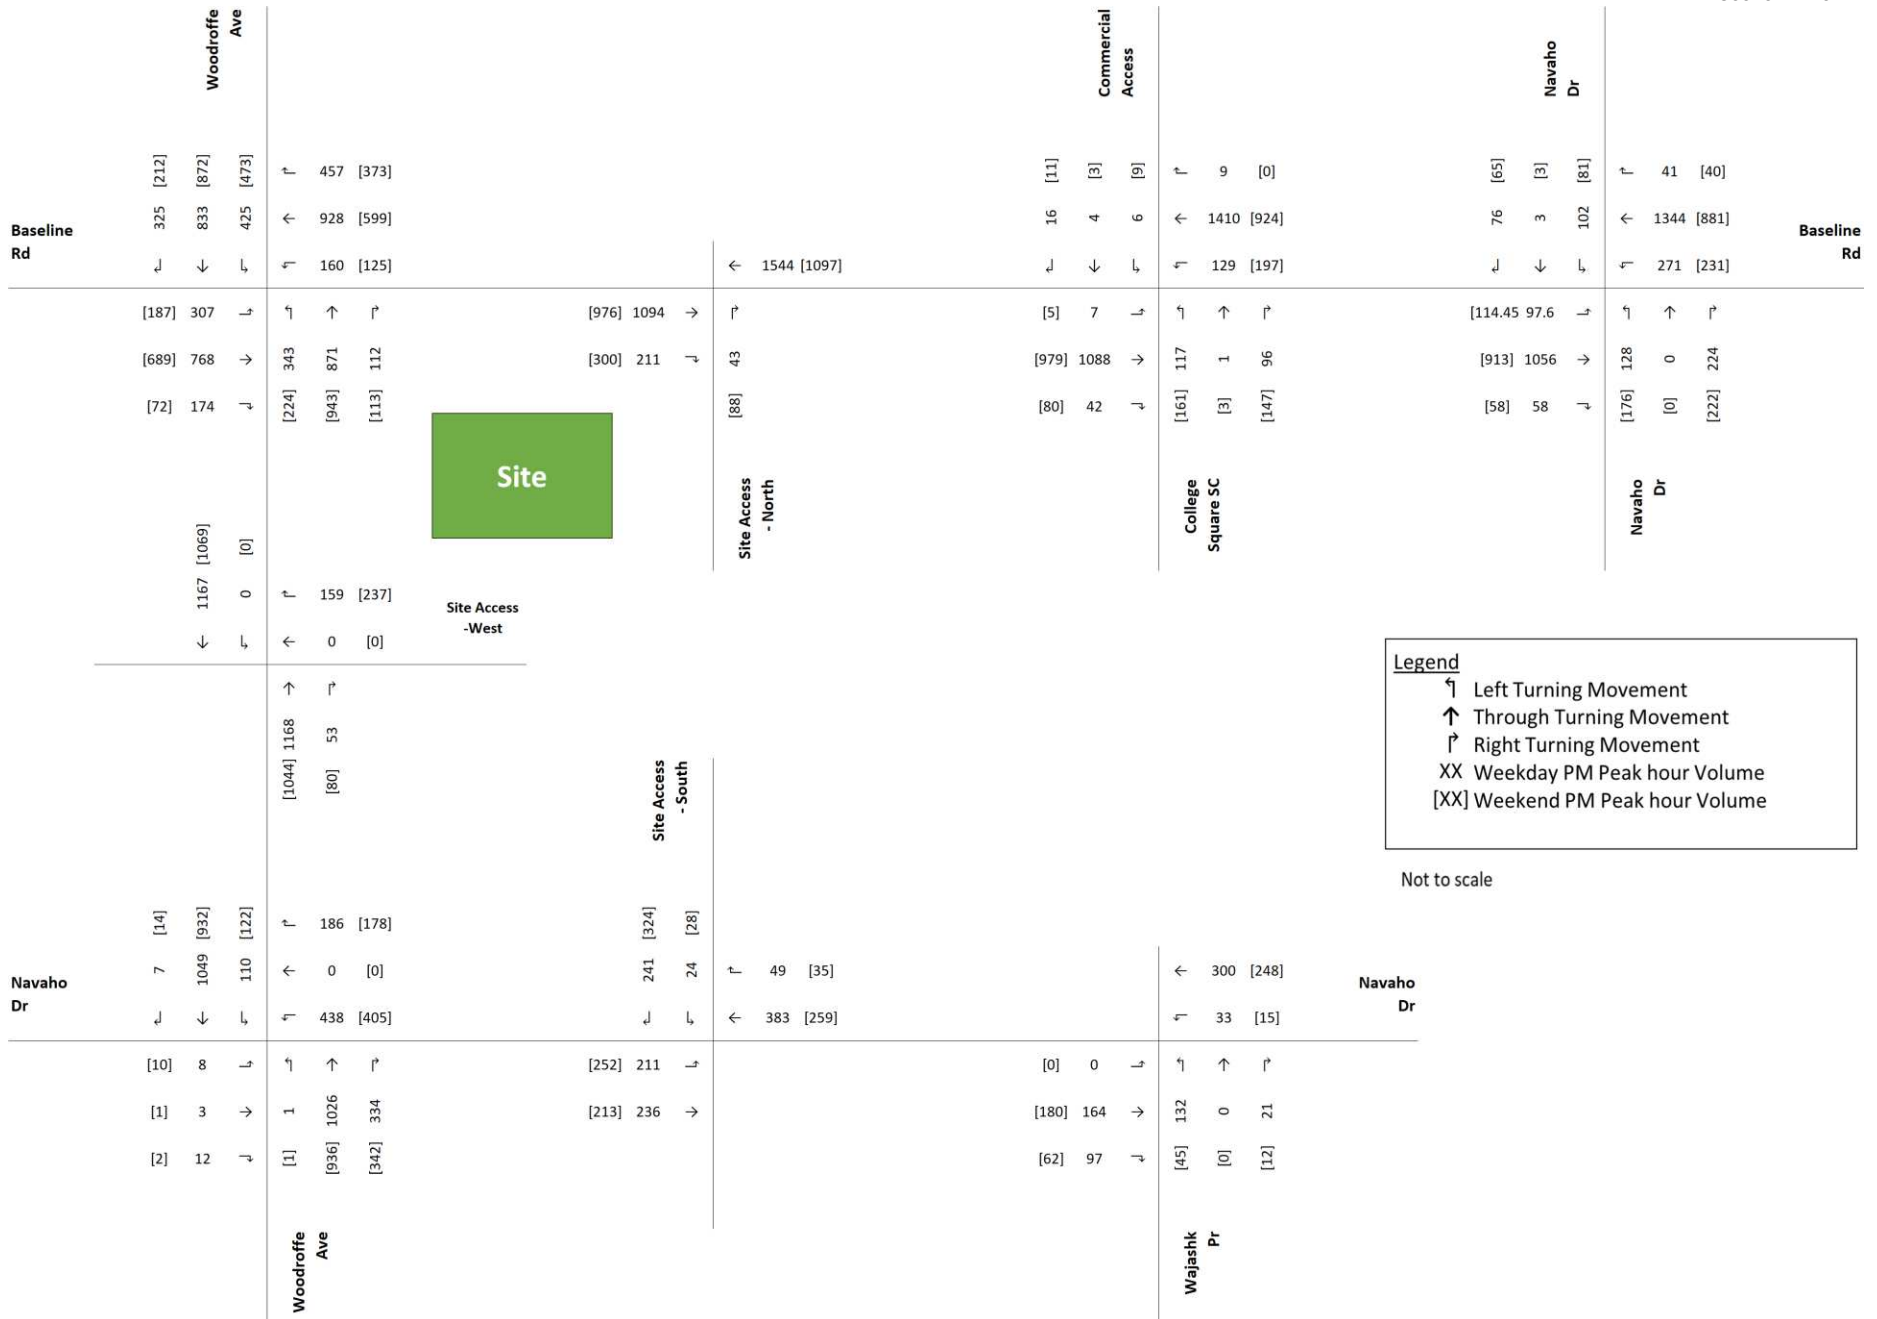 Woodroffe
Ave
Commercial
Access
Navaho
Dr
[212] [872] [473]
325 833 425
↲ ↓ ↳
457 [373]
← 928 [599]
160 [125]
Baseline
Rd
← 1544 [1097]
[11] [3] [9]
16 4 6
↲ ↓ ↳
9 [0]
← 1410 [924]
129 [197]
[65] [3] [81]
76 3 102
↲ ↓ ↳
41 [40]
← 1344 [881]
271 [231]
Baseline
Rd
[187] 307
[689] 768 →
[72] 174
↰ ↑ ↱
343 871 112
[224] [943] [113]
[976] 1094 →
[300] 211
↱
43
[88]
[5] 7
[979] 1088 →
[80] 42
↰ ↑ ↱
117 1 96
[161] [3] [147]
[114.45 97.6
[913] 1056 →
[58] 58
↰ ↑ ↱
128 0 224
[176] [0] [222]
Site
Site Access
- North
College
Square SC
Navaho
Dr
[1069] [0]
1167 0
↓ ↳
159 [237]
← 0 [0]
Site Access
-West
↑ ↱
1168 53
[1044] [80]
Legend
↰ Left Turning Movement
↑ Through Turning Movement
↱ Right Turning Movement
XX Weekday PM Peak hour Volume
[XX] Weekend PM Peak hour Volume
Not to scale
Site Access
- South
[14] [932] [122]
7 1049 110
↲ ↓ ↳
186 [178]
← 0 [0]
438 [405]
Navaho
Dr
[324] [28]
241 24
↲ ↳
49 [35]
← 383 [259]
← 300 [248]
33 [15]
Navaho
Dr
[10] 8
[1] 3 →
[2] 12
↰ ↑ ↱
1 1026 334
[1] [936] [342]
[252] 211
[213] 236 →
[0] 0
[180] 164 →
[62] 97
↰ ↑ ↱
132 0 21
[45] [0] [12]
Woodroffe
Ave
Wajashk
Pr